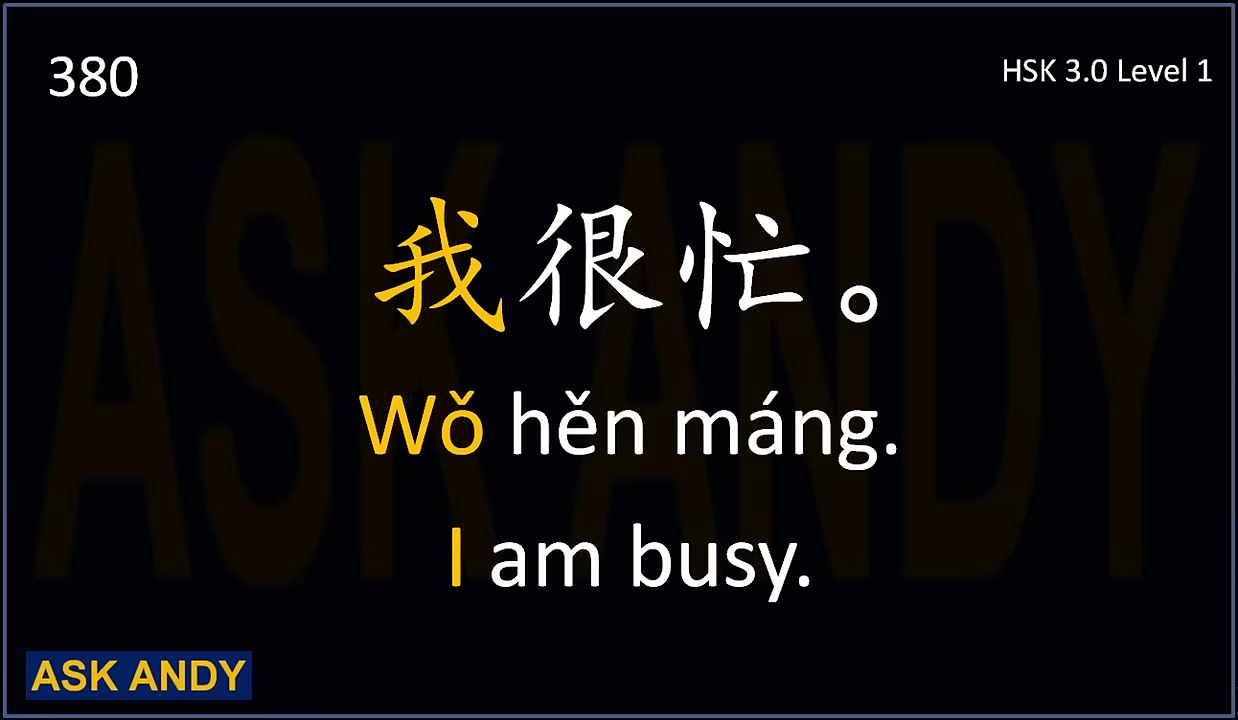 380
HSK 3.0 Level 1
ASK ANDY
我很忙。
Wǒ hěn máng.
I am busy.
ASK ANDY